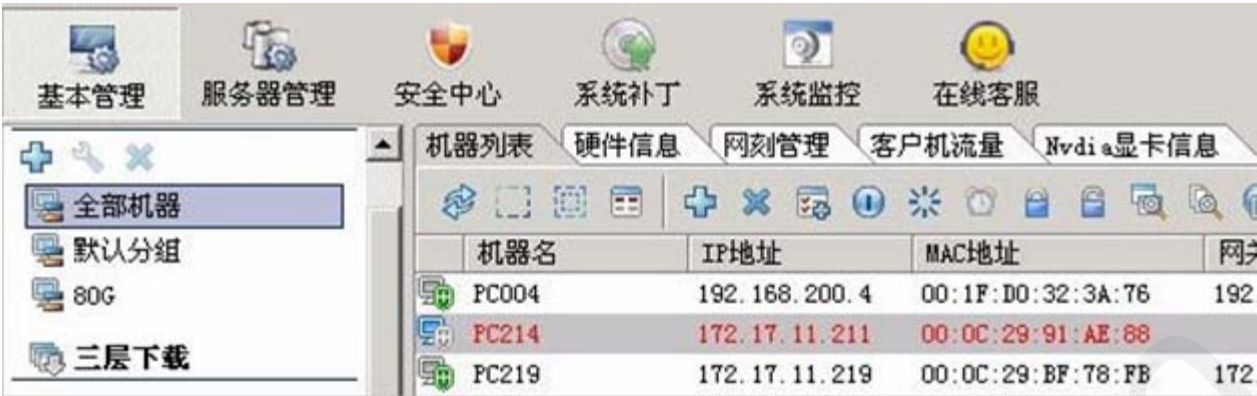 基本管理 服务器管理 安全中心 系统补丁 系统监控 在线客服
机器列表 硬件信息 网刻管理 客户机流量 Nvdia显卡信息
全部机器
默认分组
80G
三层下载
机器名 IP地址 MAC地址 网关
PC004 192.168.200.4 00:1F:D0:32:3A:76 192
PC214 172.17.11.211 00:0C:29:91:AE:88
PC219 172.17.11.219 00:0C:29:BF:78:FB 172